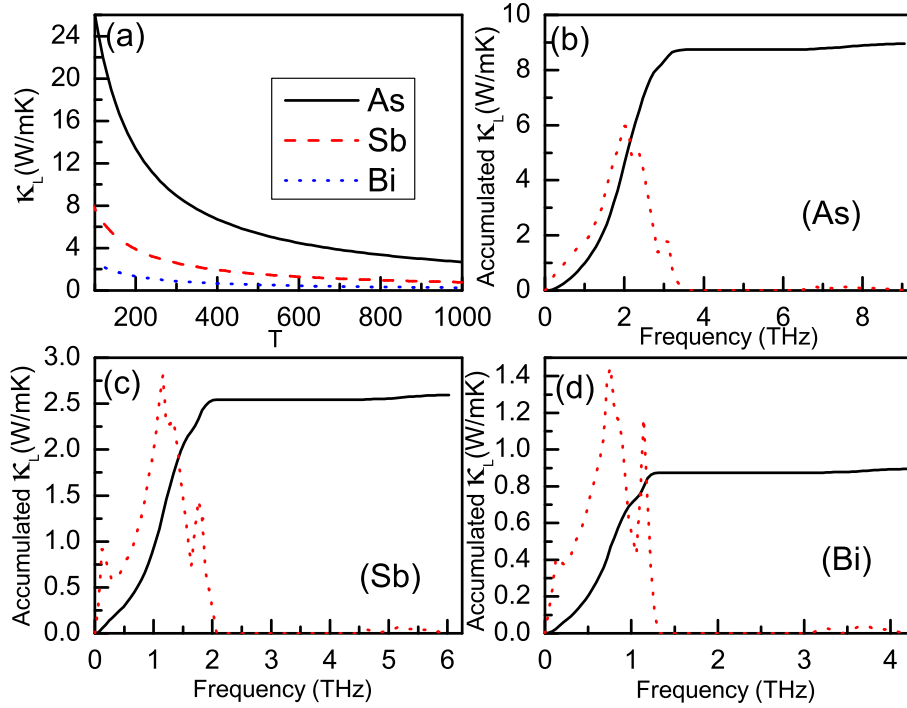 (a)
24
20
16
12
8
4
0
κL(W/mK)
As
Sb
Bi
200 400 600 800 1000
T
(b)
10
8
6
4
2
0
Accumulated κL(W/mK)
(As)
0 2 4 6 8
Frequency (THz)
(c)
3.0
2.5
2.0
1.5
1.0
0.5
0.0
Accumulated κL(W/mK)
(Sb)
0 1 2 3 4 5 6
Frequency (THz)
(d)
1.4
1.2
1.0
0.8
0.6
0.4
0.2
0.0
Accumulated κL(W/mK)
(Bi)
0 1 2 3 4
Frequency (THz)